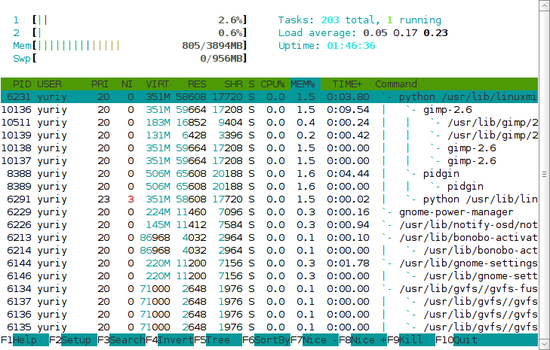 1 [|| 2.6%] Tasks: 203 total, 1 running
2 [| 0.6%] Load average: 0.05 0.17 0.23
Mem[||||||||||||||| 805/3894MB] Uptime: 01:46:36
Swp[ 0/956MB]
PID USER PRI NI VIRT RES SHR S CPU% MEM% TIME+ Command
6231 yuriy 20 0 351M 58608 17720 S 0.0 1.5 0:03.80 `- python /usr/lib/linuxmi
10136 yuriy 20 0 351M 59664 17208 S 0.0 1.5 0:09.54 | `- gimp-2.6
10511 yuriy 20 0 183M 16852 9404 S 0.0 0.4 0:00.24 | | `- /usr/lib/gimp/2
10139 yuriy 20 0 131M 6428 3396 S 0.0 0.2 0:00.42 | | `- /usr/lib/gimp/2
10138 yuriy 20 0 351M 59664 17208 S 0.0 1.5 0:00.00 | | `- gimp-2.6
10137 yuriy 20 0 351M 59664 17208 S 0.0 1.5 0:00.00 | | `- gimp-2.6
8388 yuriy 20 0 506M 65608 20188 S 0.0 1.6 0:04.44 | `- pidgin
8389 yuriy 20 0 506M 65608 20188 S 0.0 1.6 0:00.00 | | `- pidgin
6291 yuriy 23 3 351M 58608 17720 S 0.0 1.5 0:00.02 | `- python /usr/lib/lin
6229 yuriy 20 0 224M 11460 7096 S 0.0 0.3 0:00.16 `- gnome-power-manager
6226 yuriy 20 0 145M 11412 7584 S 0.0 0.3 0:00.94 `- /usr/lib/notify-osd/not
6213 yuriy 20 0 86968 4032 2964 S 0.0 0.1 0:00.10 `- /usr/lib/bonobo-activat
6214 yuriy 20 0 86968 4032 2964 S 0.0 0.1 0:00.00 | `- /usr/lib/bonobo-act
6144 yuriy 20 0 220M 11200 7156 S 0.0 0.3 0:01.78 `- /usr/lib/gnome-settings
6146 yuriy 20 0 220M 11200 7156 S 0.0 0.3 0:00.00 | `- /usr/lib/gnome-sett
6134 yuriy 20 0 71000 2648 1976 S 0.0 0.1 0:00.00 `- /usr/lib/gvfs//gvfs-fus
6137 yuriy 20 0 71000 2648 1976 S 0.0 0.1 0:00.00 | `- /usr/lib/gvfs//gvfs
6136 yuriy 20 0 71000 2648 1976 S 0.0 0.1 0:00.00 | `- /usr/lib/gvfs//gvfs
6135 yuriy 20 0 71000 2648 1976 S 0.0 0.1 0:00.00 | `- /usr/lib/gvfs//gvfs
F1Help F2Setup F3SearchF4InvertF5Tree F6SortByF7Nice -F8Nice +F9Kill F10Quit